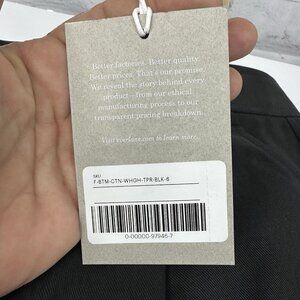 Better factories. Better quality.
Better prices. That's our promise.
We reveal the story behind every
product—from our ethical
manufacturing process to our
transparent pricing breakdown.
Visit everlane.com to learn more.
SKU
F-BTM-CTN-WHGH-TPR-BLK-6
0-00000-97946-7